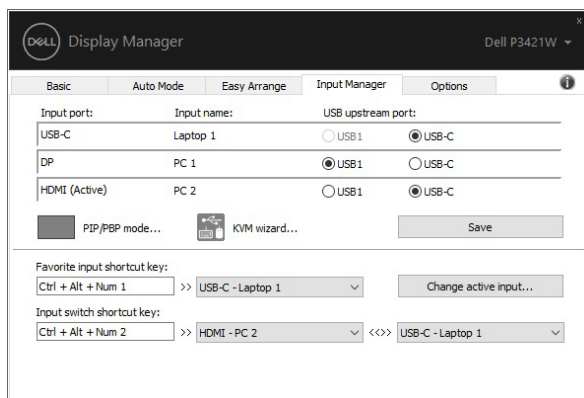 x
DELL Display Manager
Dell P3421W
Basic Auto Mode Easy Arrange Input Manager Options
Input port: Input name: USB upstream port:
USB-C Laptop 1 USB1 USB-C
DP PC 1 USB1 USB-C
HDMI (Active) PC 2 USB1 USB-C
PIP/PBP mode... KVM wizard... Save
Favorite input shortcut key:
Ctrl + Alt + Num 1 >> USB-C - Laptop 1 Change active input...
Input switch shortcut key:
Ctrl + Alt + Num 2 >> HDMI - PC 2 <<>> USB-C - Laptop 1